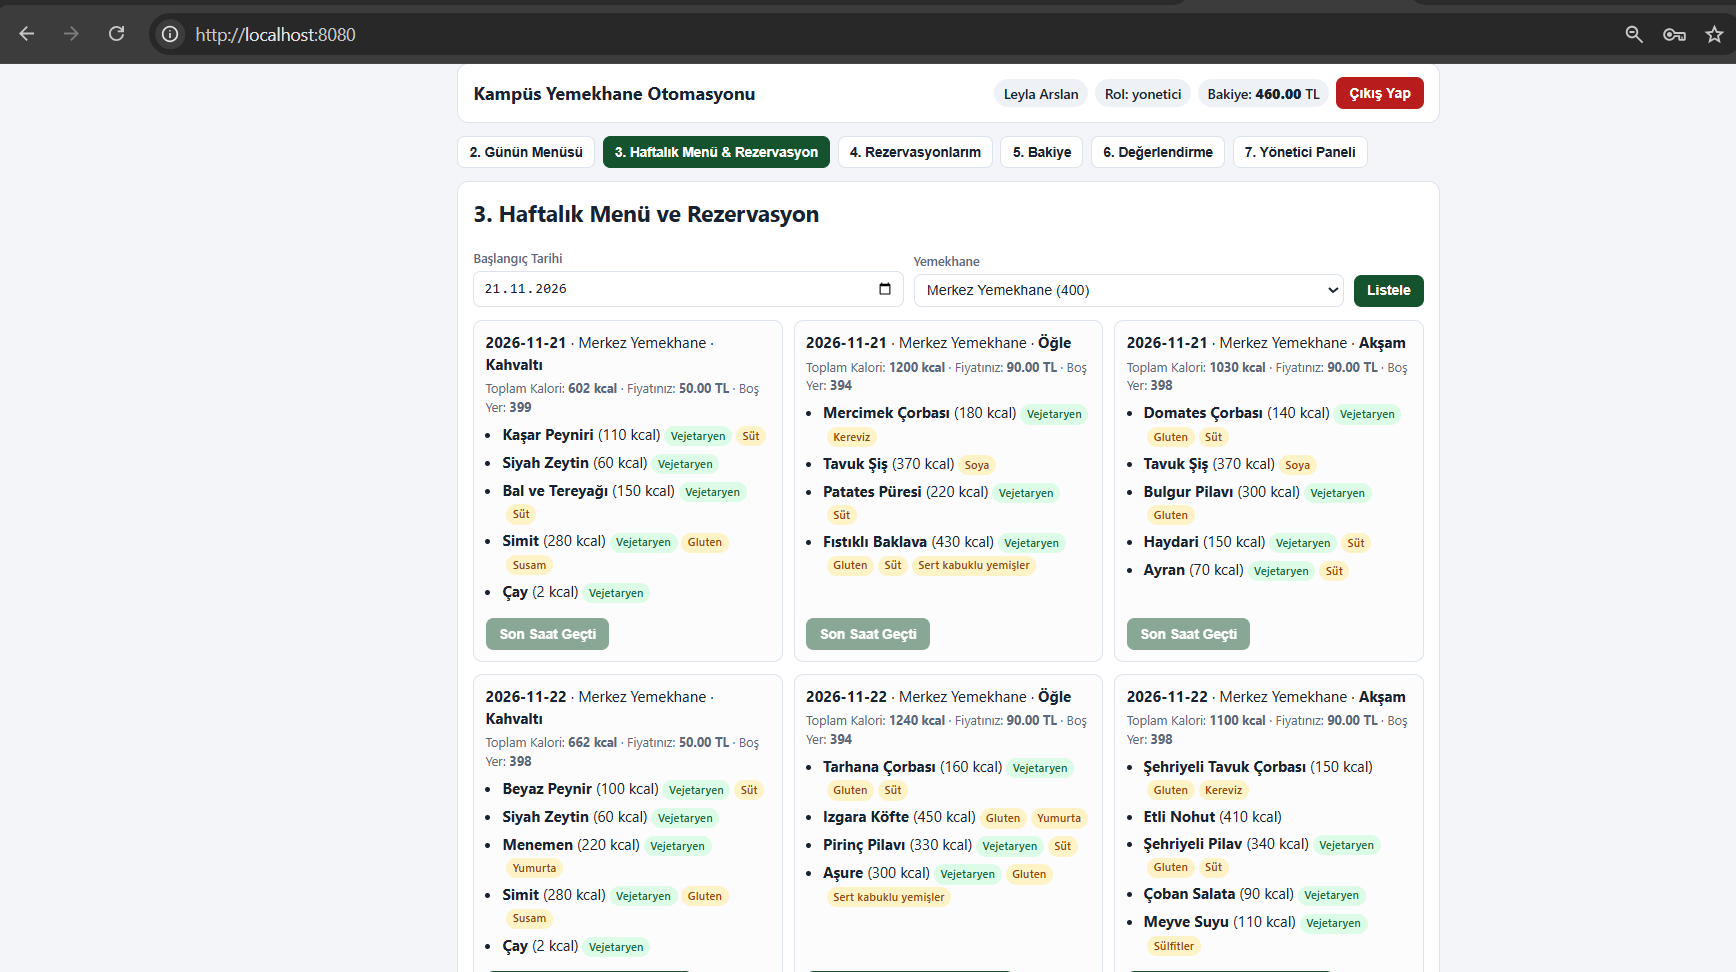 http://localhost:8080
Kampüs Yemekhane Otomasyonu
Leyla Arslan
Rol: yonetici
Bakiye: 460.00 TL
Çıkış Yap
2. Günün Menüsü
3. Haftalık Menü & Rezervasyon
4. Rezervasyonlarım
5. Bakiye
6. Değerlendirme
7. Yönetici Paneli
3. Haftalık Menü ve Rezervasyon
Başlangıç Tarihi
21.11.2026
Yemekhane
Merkez Yemekhane (400)
Listele
2026-11-21 · Merkez Yemekhane ·
Kahvaltı
Toplam Kalori: 602 kcal · Fiyatınız: 50.00 TL · Boş
Yer: 399
Kaşar Peyniri (110 kcal) Vejetaryen Süt
Siyah Zeytin (60 kcal) Vejetaryen
Bal ve Tereyağı (150 kcal) Vejetaryen
Süt
Simit (280 kcal) Vejetaryen Gluten
Susam
Çay (2 kcal) Vejetaryen
Son Saat Geçti
2026-11-21 · Merkez Yemekhane · Öğle
Toplam Kalori: 1200 kcal · Fiyatınız: 90.00 TL · Boş
Yer: 394
Mercimek Çorbası (180 kcal) Vejetaryen
Kereviz
Tavuk Şiş (370 kcal) Soya
Patates Püresi (220 kcal) Vejetaryen
Süt
Fıstıklı Baklava (430 kcal) Vejetaryen
Gluten Süt Sert kabuklu yemişler
Son Saat Geçti
2026-11-21 · Merkez Yemekhane · Akşam
Toplam Kalori: 1030 kcal · Fiyatınız: 90.00 TL · Boş
Yer: 398
Domates Çorbası (140 kcal) Vejetaryen
Gluten Süt
Tavuk Şiş (370 kcal) Soya
Bulgur Pilavı (300 kcal) Vejetaryen
Gluten
Haydari (150 kcal) Vejetaryen Süt
Ayran (70 kcal) Vejetaryen Süt
Son Saat Geçti
2026-11-22 · Merkez Yemekhane ·
Kahvaltı
Toplam Kalori: 662 kcal · Fiyatınız: 50.00 TL · Boş
Yer: 398
Beyaz Peynir (100 kcal) Vejetaryen Süt
Siyah Zeytin (60 kcal) Vejetaryen
Menemen (220 kcal) Vejetaryen
Yumurta
Simit (280 kcal) Vejetaryen Gluten
Susam
Çay (2 kcal) Vejetaryen
2026-11-22 · Merkez Yemekhane · Öğle
Toplam Kalori: 1240 kcal · Fiyatınız: 90.00 TL · Boş
Yer: 394
Tarhana Çorbası (160 kcal) Vejetaryen
Gluten Süt
Izgara Köfte (450 kcal) Gluten Yumurta
Pirinç Pilavı (330 kcal) Vejetaryen Süt
Aşure (300 kcal) Vejetaryen Gluten
Sert kabuklu yemişler
2026-11-22 · Merkez Yemekhane · Akşam
Toplam Kalori: 1100 kcal · Fiyatınız: 90.00 TL · Boş
Yer: 398
Şehriyeli Tavuk Çorbası (150 kcal)
Gluten Kereviz
Etli Nohut (410 kcal)
Şehriyeli Pilav (340 kcal) Vejetaryen
Gluten Süt
Çoban Salata (90 kcal) Vejetaryen
Meyve Suyu (110 kcal) Vejetaryen
Sülfitler